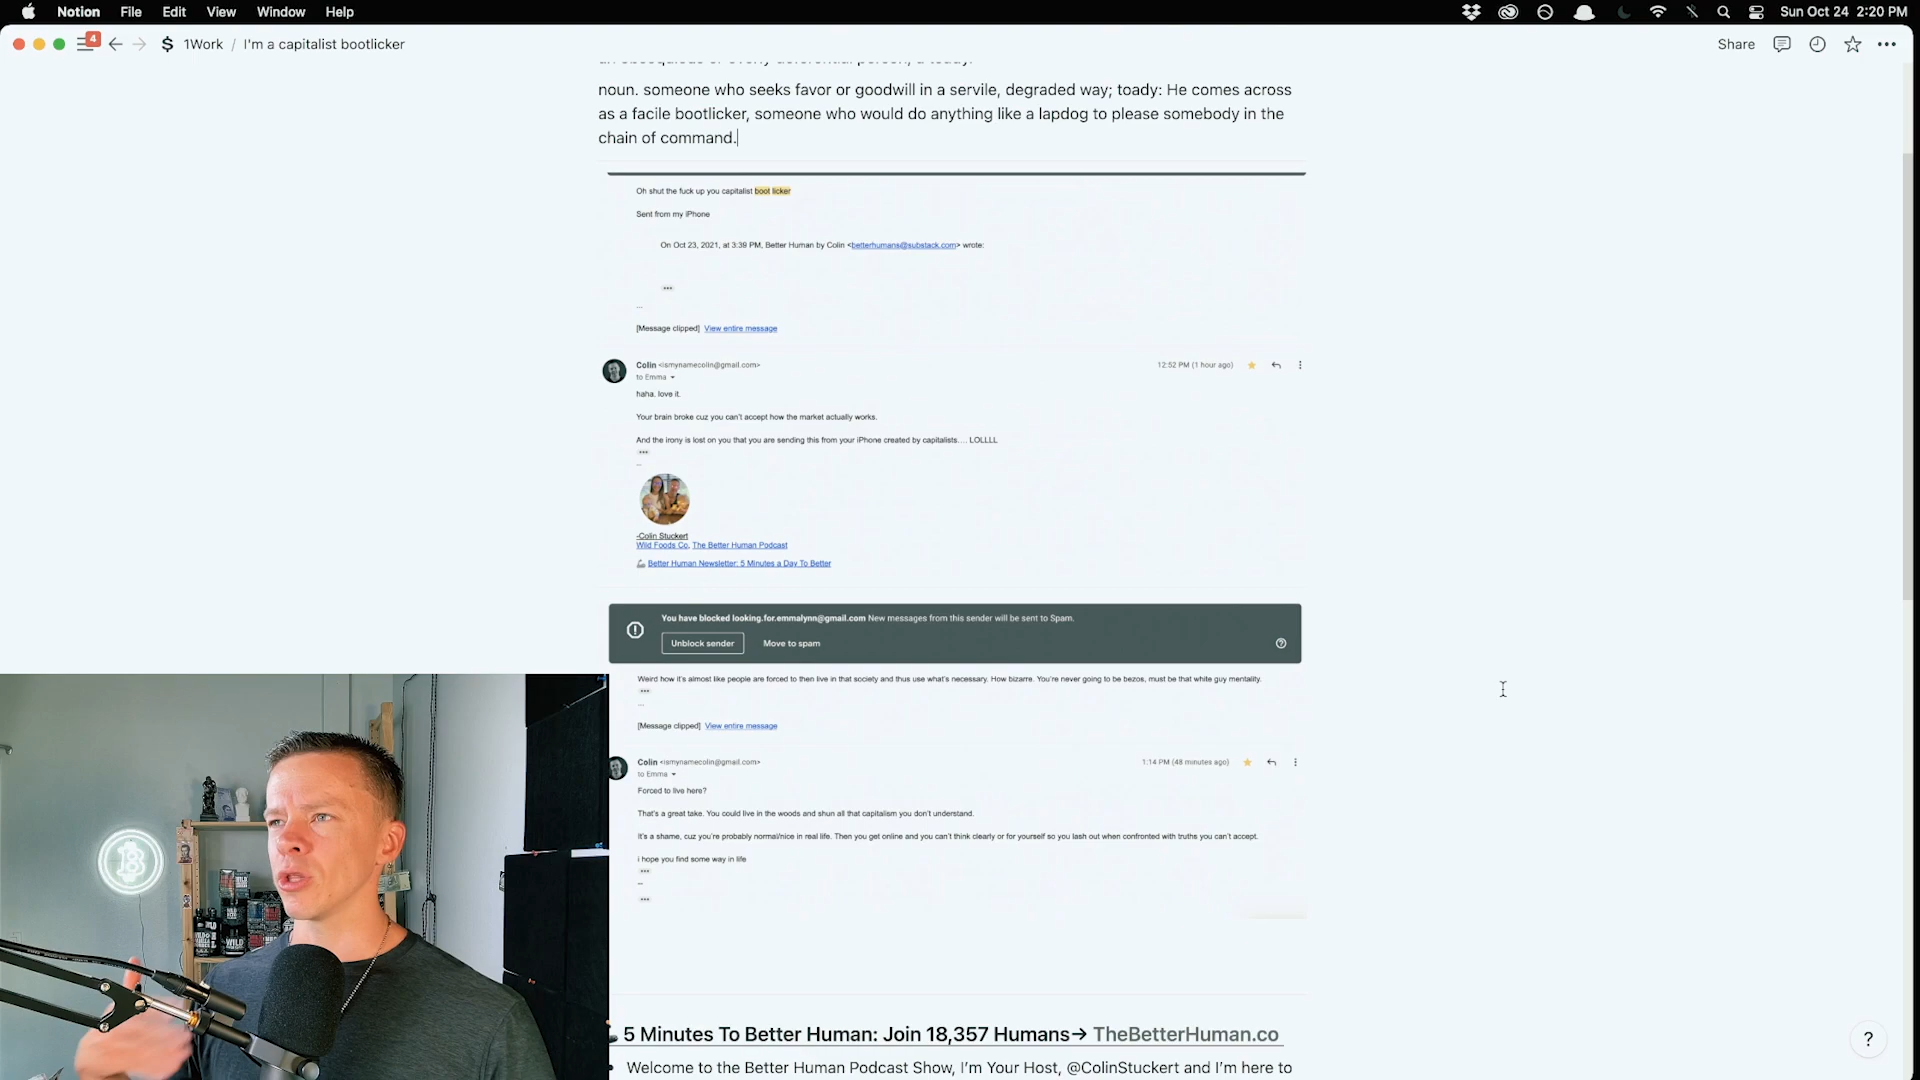 Notion File Edit View Window Help Sun Oct 24 2:20 PM
4 $ 1Work / I'm a capitalist bootlicker Share
noun. someone who seeks favor or goodwill in a servile, degraded way; toady: He comes across
as a facile bootlicker, someone who would do anything like a lapdog to please somebody in the
chain of command.
Oh shut the fuck up you capitalist boot licker
Sent from my iPhone
On Oct 23, 2021, at 3:39 PM, Better Human by Colin <betterhumans@substack.com> wrote:
...
[Message clipped] View entire message
Colin <ismynamecolin@gmail.com> 12:52 PM (1 hour ago)
to Emma
haha. love it.
Your brain broke cuz you can't accept how the market actually works.
And the irony is lost on you that you are sending this from your iPhone created by capitalists.... LOLLLL
-Colin Stuckert
Wild Foods Co, The Better Human Podcast
Better Human Newsletter: 5 Minutes a Day To Better
You have blocked looking.for.emmalynn@gmail.com New messages from this sender will be sent to Spam.
Unblock sender Move to spam
Weird how it's almost like people are forced to then live in that society and thus use what's necessary. How bizarre. You're never going to be bezos, must be that white guy mentality.
...
[Message clipped] View entire message
Colin <ismynamecolin@gmail.com> 1:14 PM (48 minutes ago)
to Emma
Forced to live here?
That's a great take. You could live in the woods and shun all that capitalism you don't understand.
It's a shame, cuz you're probably normal/nice in real life. Then you get online and you can't think clearly or for yourself so you lash out when confronted with truths you can't accept.
i hope you find some way in life
--
5 Minutes To Better Human: Join 18,357 Humans→ TheBetterHuman.co
Welcome to the Better Human Podcast Show, I'm Your Host, @ColinStuckert and I'm here to
?